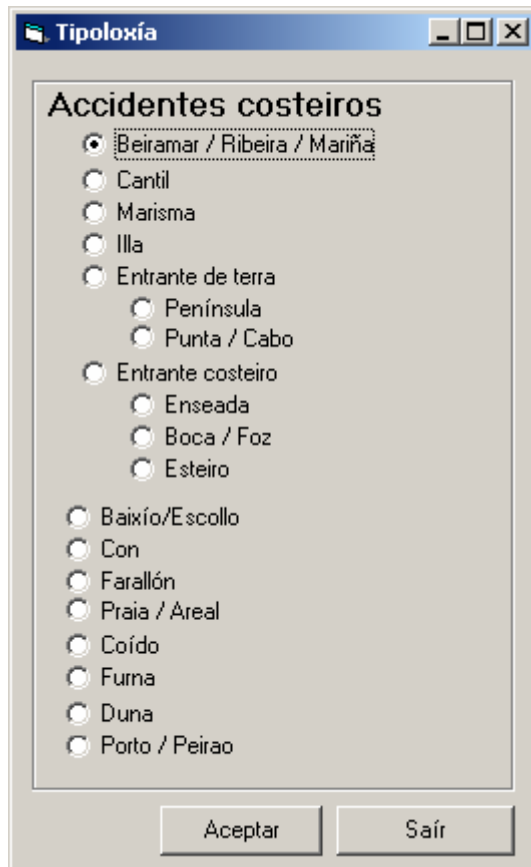 Tipoloxía
Accidentes costeiros
Beiramar / Ribeira / Mariña
Cantil
Marisma
Illa
Entrante de terra
Península
Punta / Cabo
Entrante costeiro
Enseada
Boca / Foz
Esteiro
Baixío/Escollo
Con
Farallón
Praia / Areal
Coído
Furna
Duna
Porto / Peirao
Aceptar Saír